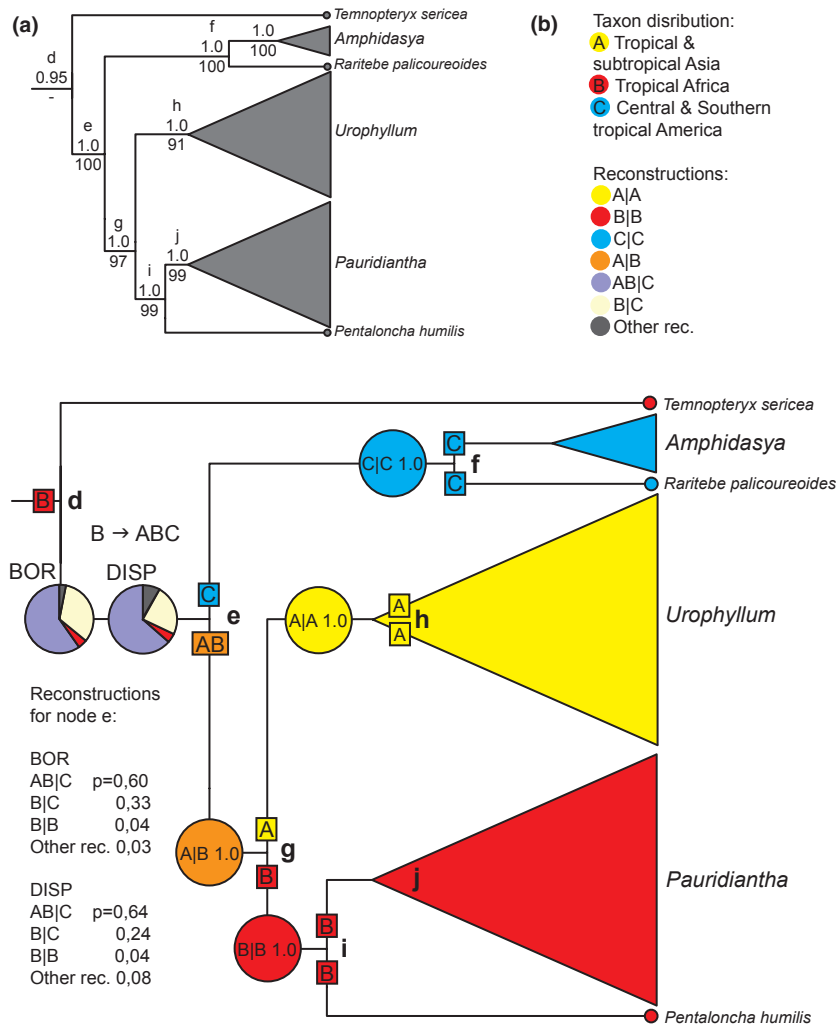 (a)
d
0.95
-
e
1.0
100
f
1.0
100
1.0
100
g
1.0
97
h
1.0
91
i
1.0
99
j
1.0
99
Temnopteryx sericea
Amphidasya
Raritebe palicoureoides
Urophyllum
Pauridiantha
Pentaloncha humilis
(b)
Taxon disribution:
A Tropical &
subtropical Asia
B Tropical Africa
C Central & Southern
tropical America
Reconstructions:
A|A
B|B
C|C
A|B
AB|C
B|C
Other rec.
Temnopteryx sericea
Amphidasya
Raritebe palicoureoides
Urophyllum
Pauridiantha
Pentaloncha humilis
B d
B → ABC
BOR DISP
C
e
AB
C|C 1.0
C
f
C
A|A 1.0
A
h
A
A|B 1.0
A
g
B
B|B 1.0
B
i
B
j
Reconstructions
for node e:
BOR
AB|C p=0,60
B|C 0,33
B|B 0,04
Other rec. 0,03
DISP
AB|C p=0,64
B|C 0,24
B|B 0,04
Other rec. 0,08